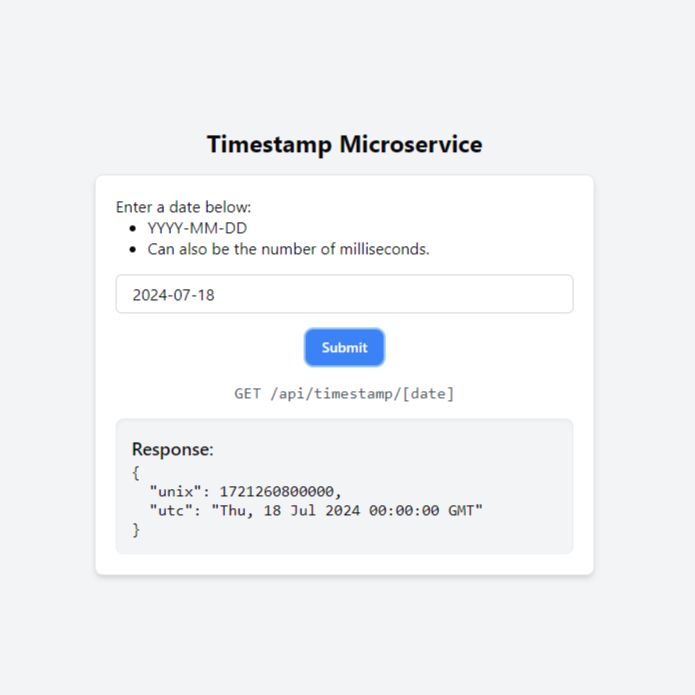 Timestamp Microservice
Enter a date below:
• YYYY-MM-DD
• Can also be the number of milliseconds.
2024-07-18
Submit
GET /api/timestamp/[date]
Response:
{
  "unix": 1721260800000,
  "utc": "Thu, 18 Jul 2024 00:00:00 GMT"
}